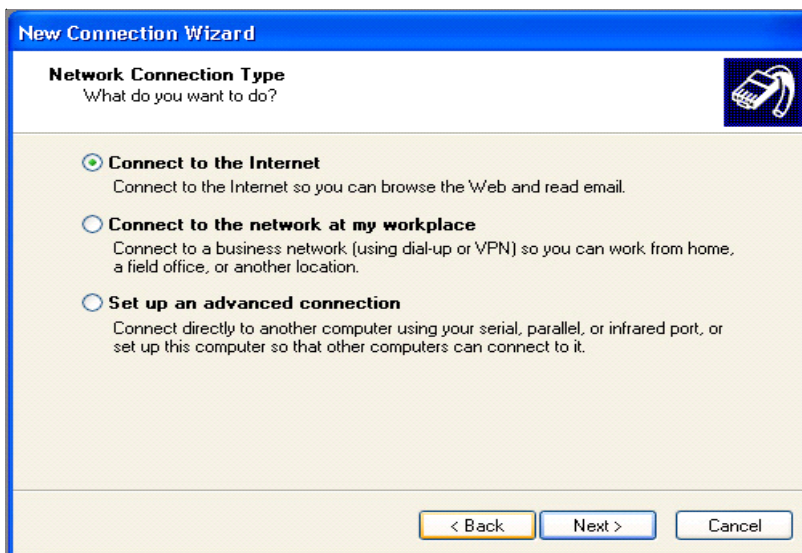 New Connection Wizard
Network Connection Type
What do you want to do?
Connect to the Internet
Connect to the Internet so you can browse the Web and read email.
Connect to the network at my workplace
Connect to a business network (using dial-up or VPN) so you can work from home,
a field office, or another location.
Set up an advanced connection
Connect directly to another computer using your serial, parallel, or infrared port, or
set up this computer so that other computers can connect to it.
< Back
Next >
Cancel